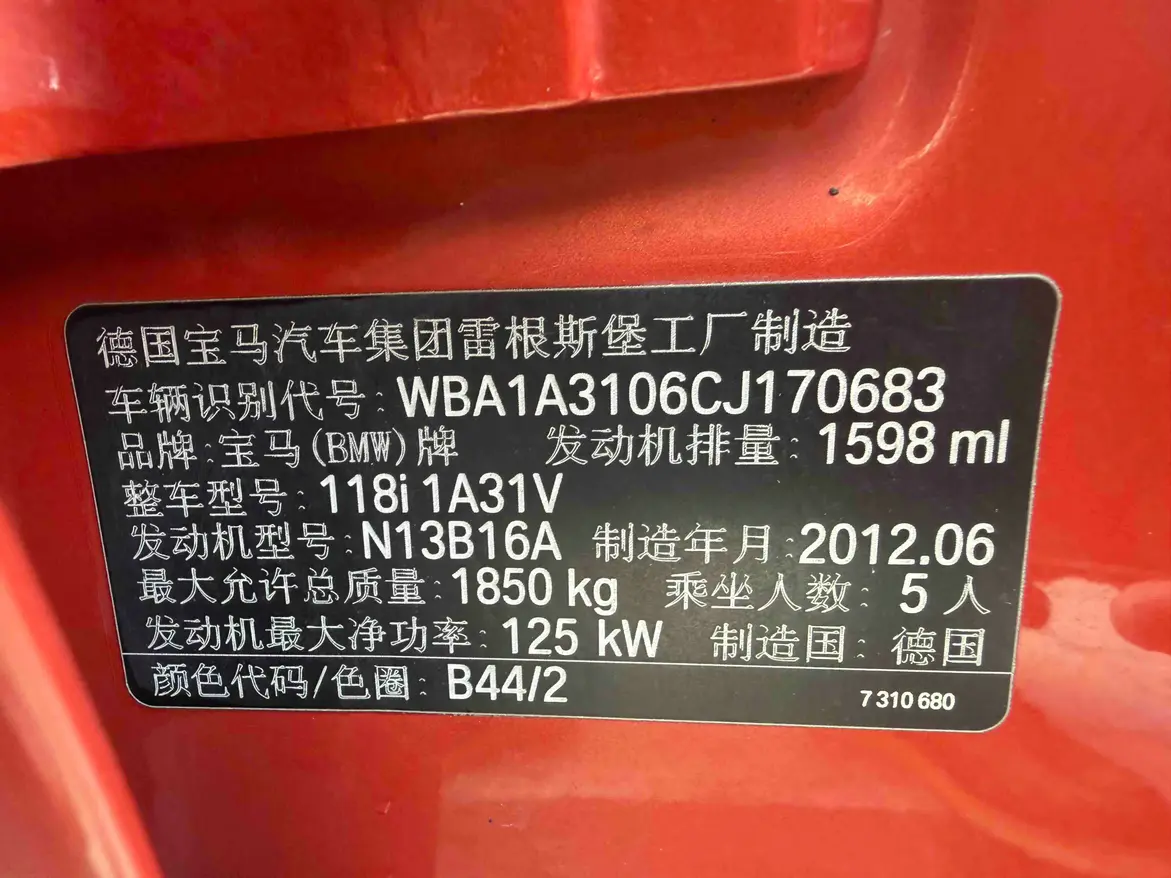 德国宝马汽车集团雷根斯堡工厂制造
车辆识别代号: WBA1A3106CJ170683
品牌: 宝马(BMW)牌 发动机排量: 1598 ml
整车型号: 118i 1A31V
发动机型号: N13B16A 制造年月: 2012.06
最大允许总质量: 1850 kg 乘坐人数: 5 人
发动机最大净功率: 125 kW 制造国: 德国
颜色代码/色圈: B44/2 7 310 680